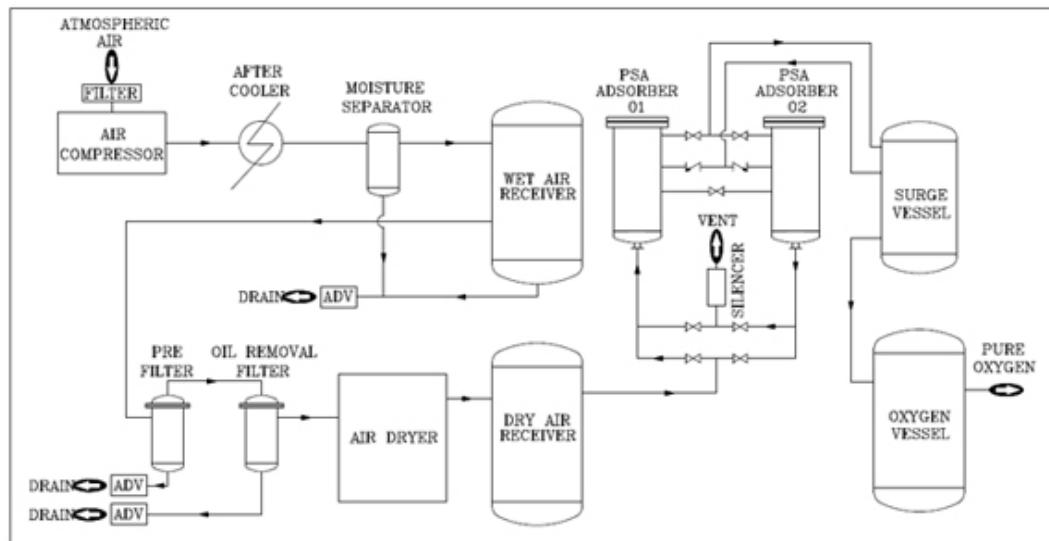 ATMOSPHERIC
AIR
FILTER
AIR
COMPRESSOR
AFTER
COOLER
MOISTURE
SEPARATOR
WET AIR
RECEIVER
PSA
ADSORBER
01
PSA
ADSORBER
02
SURGE
VESSEL
VENT
SILENCER
DRAIN
ADV
PRE
FILTER
OIL REMOVAL
FILTER
AIR DRYER
DRY AIR
RECEIVER
OXYGEN
VESSEL
PURE
OXYGEN
DRAIN
ADV
DRAIN
ADV